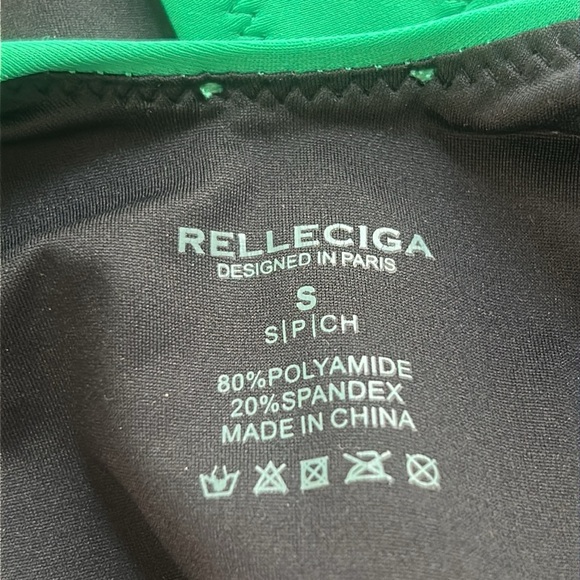 RELLECIGA
DESIGNED IN PARIS
S
S|P|CH
80%POLYAMIDE
20%SPANDEX
MADE IN CHINA